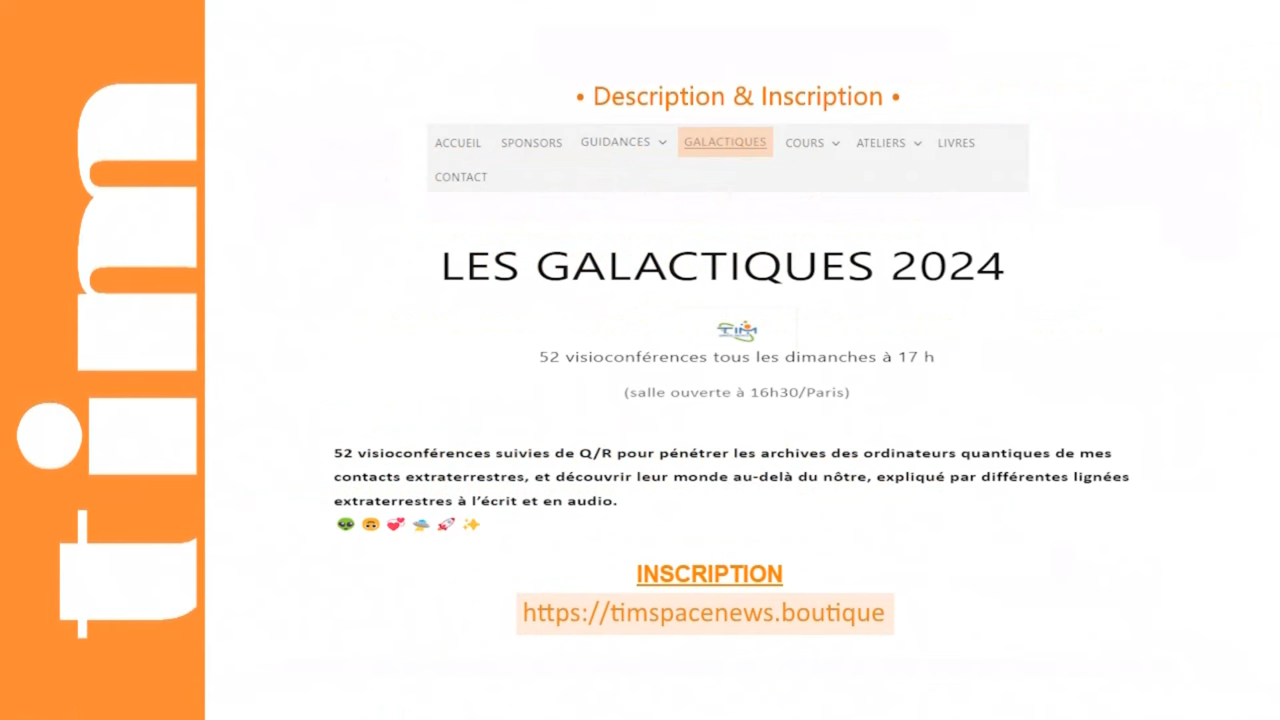 tim
• Description & Inscription •
ACCUEIL SPONSORS GUIDANCES GALACTIQUES COURS ATELIERS LIVRES
CONTACT
LES GALACTIQUES 2024
TIM
52 visioconférences tous les dimanches à 17 h
(salle ouverte à 16h30/Paris)
52 visioconférences suivies de Q/R pour pénétrer les archives des ordinateurs quantiques de mes
contacts extraterrestres, et découvrir leur monde au-delà du nôtre, expliqué par différentes lignées
extraterrestres à l’écrit et en audio.
INSCRIPTION
https://timspacenews.boutique